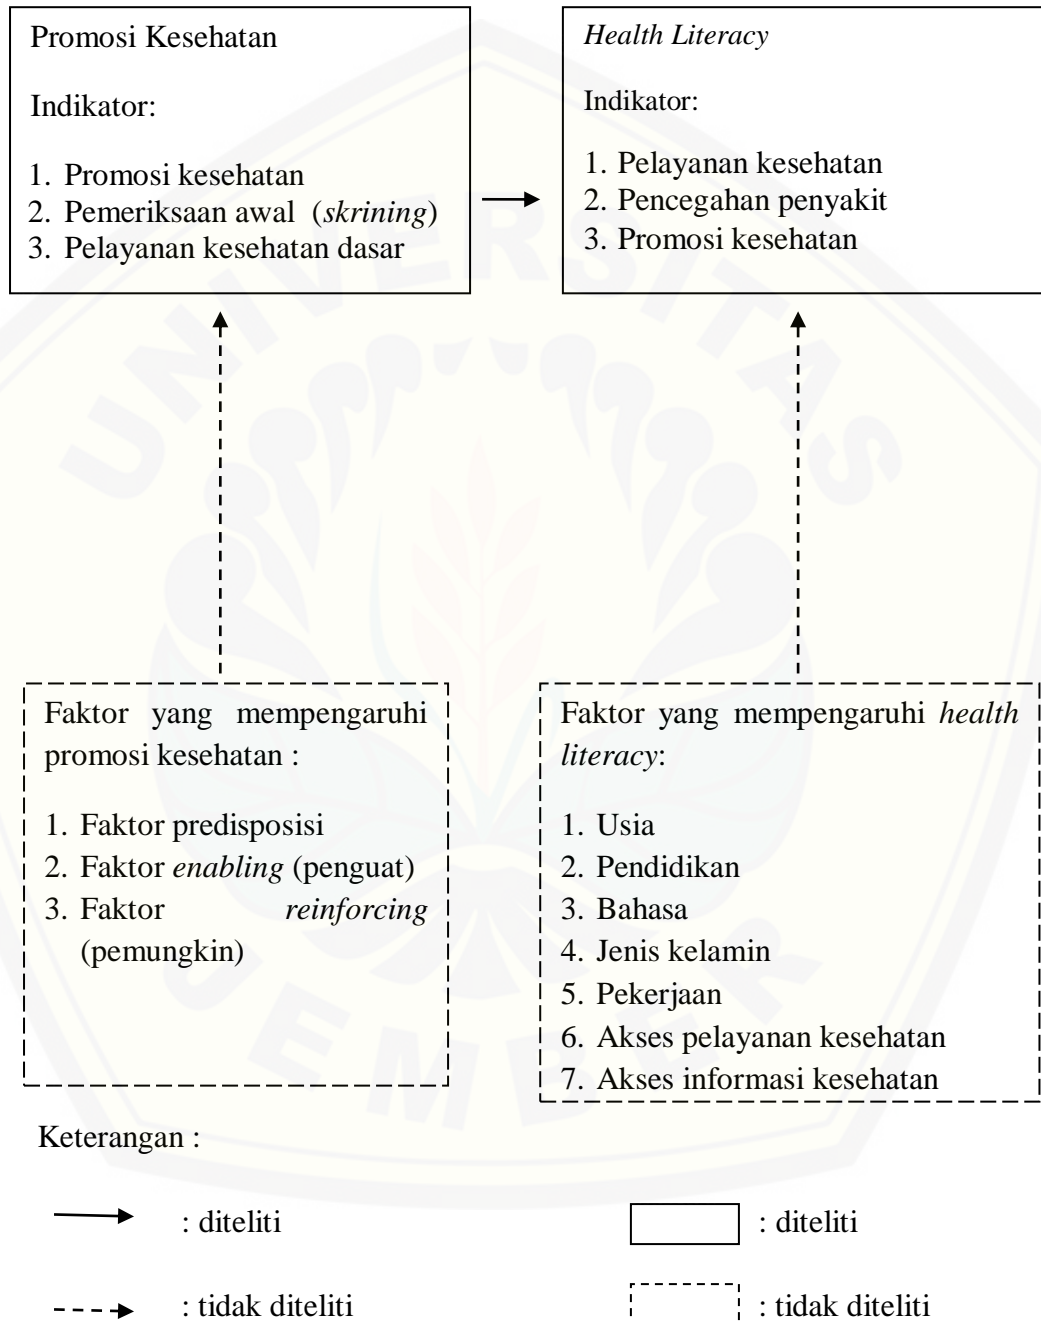 Promosi Kesehatan
Indikator:
1. Promosi kesehatan
2. Pemeriksaan awal (skrining)
3. Pelayanan kesehatan dasar
Health Literacy
Indikator:
1. Pelayanan kesehatan
2. Pencegahan penyakit
3. Promosi kesehatan
Faktor yang mempengaruhi
promosi kesehatan :
1. Faktor predisposisi
2. Faktor enabling (penguat)
3. Faktor reinforcing
(pemungkin)
Faktor yang mempengaruhi health
literacy:
1. Usia
2. Pendidikan
3. Bahasa
4. Jenis kelamin
5. Pekerjaan
6. Akses pelayanan kesehatan
7. Akses informasi kesehatan
Keterangan :
: diteliti
: diteliti
: tidak diteliti
: tidak diteliti
UNIVERSITAS
JEMBER